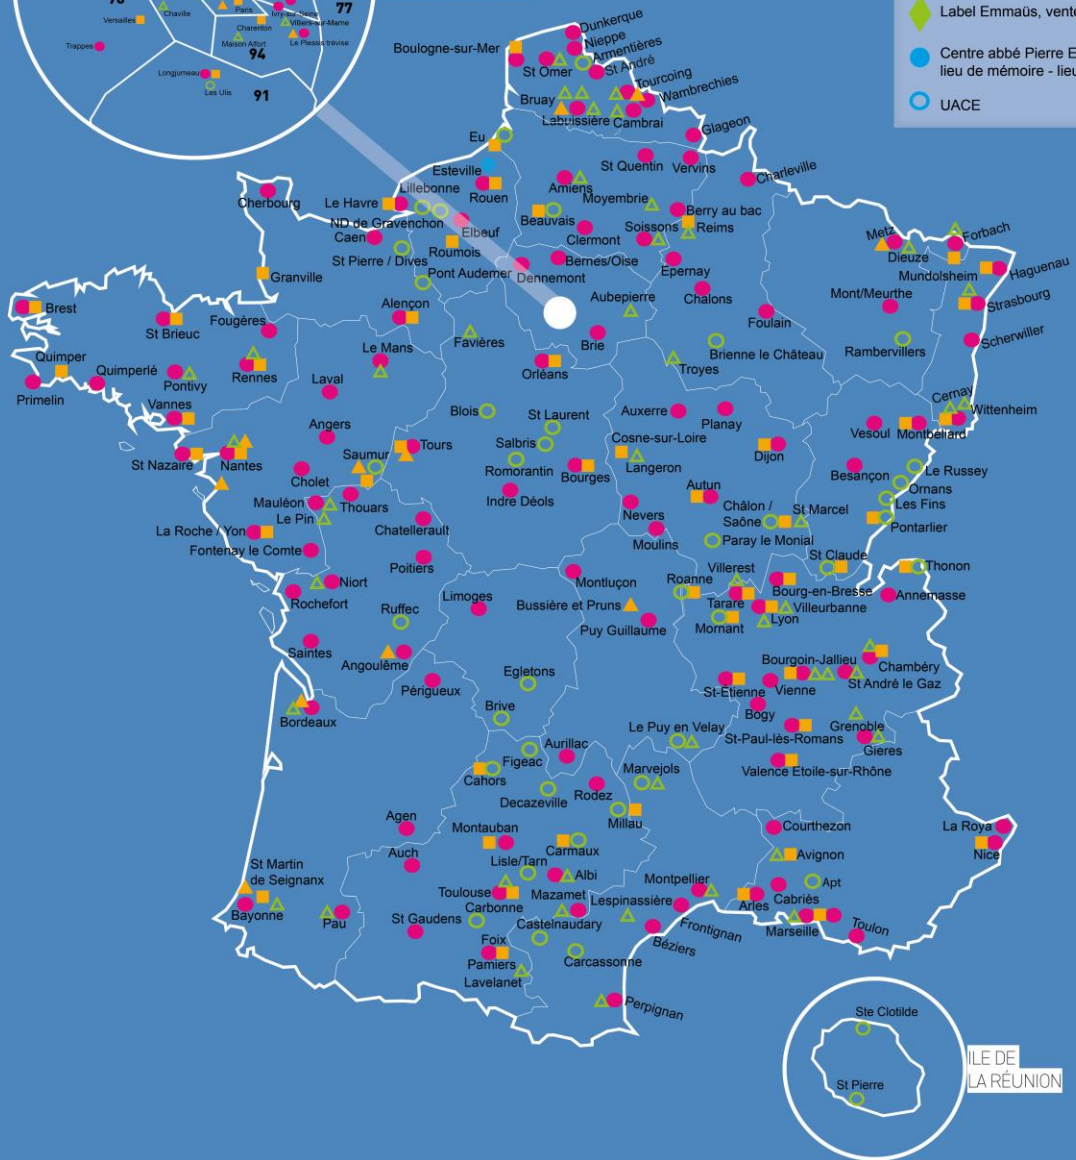 77
Versailles
Chaville
Paris
Ivry-sur-Seine
Charenton
Villiers-sur-Marne
Maison Alfort
Le Plessis trévise
Trappes
94
Longjumeau
Les Ulis
91
Label Emmaüs, vente
Centre abbé Pierre E
lieu de mémoire - lieu
UACE
Dunkerque
Nieppe
Armentières
Boulogne-sur-Mer
St Omer
St André
Tourcoing
Wambrechies
Bruay
Labuissière
Cambrai
Glageon
Eu
St Quentin
Vervins
Charleville
Esteville
Lillebonne
Rouen
Amiens
Moyembrie
Cherbourg
Le Havre
ND de Gravenchon
Elbeuf
Beauvais
Clermont
Soissons
Berry au bac
Reims
Caen
Roumois
St Pierre / Dives
Pont Audemer
Dennemont
Bernes/Oise
Épernay
Metz
Dieuze
Forbach
Mundolsheim
Haguenau
Granville
Alençon
Aubepierre
Chalons
Mont/Meurthe
Strasbourg
Brest
St Brieuc
Fougères
Favières
Brie
Foulain
Rambervillers
Scherwiller
Quimper
Quimperlé
Pontivy
Rennes
Le Mans
Orléans
Troyes
Brienne le Château
Primelin
Laval
Vannes
Blois
St Laurent
Auxerre
Planay
Cernay
Wittenheim
Vesoul
Montbéliard
Angers
Salbris
Cosne-sur-Loire
Langeron
Dijon
St Nazaire
Nantes
Saumur
Tours
Romorantin
Bourges
Besançon
Le Russey
Cholet
Indre Déols
Autun
Ornans
Mauléon
Thouars
Nevers
Châlon /
Saône
St Marcel
Les Fins
Le Pin
Chatellerault
Moulins
Pontarlier
La Roche / Yon
Paray le Monial
Fontenay le Comte
St Claude
Poitiers
Montluçon
Villerest
Thonon
Niort
Roanne
Bourg-en-Bresse
Rochefort
Limoges
Bussière et Pruns
Tarare
Villeurbanne
Annemasse
Ruffec
Puy Guillaume
Mornant
Lyon
Saintes
Angoulême
Bourgoin-Jallieu
Chambéry
Périgueux
Egletons
St-Étienne
Vienne
St André le Gaz
Bordeaux
Brive
Bogy
Le Puy en Velay
St-Paul-lès-Romans
Grenoble
Gieres
Aurillac
Figeac
Cahors
Marvejols
Valence Etoile-sur-Rhône
Decazeville
Rodez
Millau
Agen
Montauban
Carmaux
Courthezon
La Roya
Nice
Auch
Lisle/Tarn
Avignon
St Martin
de Seignanx
Albi
Montpellier
Apt
Toulouse
Carbonne
Mazamet
Lespinassière
Arles
Cabriès
Bayonne
Pau
St Gaudens
Castelnaudary
Frontignan
Marseille
Toulon
Foix
Pamiers
Béziers
Carcassonne
Lavelanet
Perpignan
Ste Clotilde
St Pierre
ILE DE
LA RÉUNION